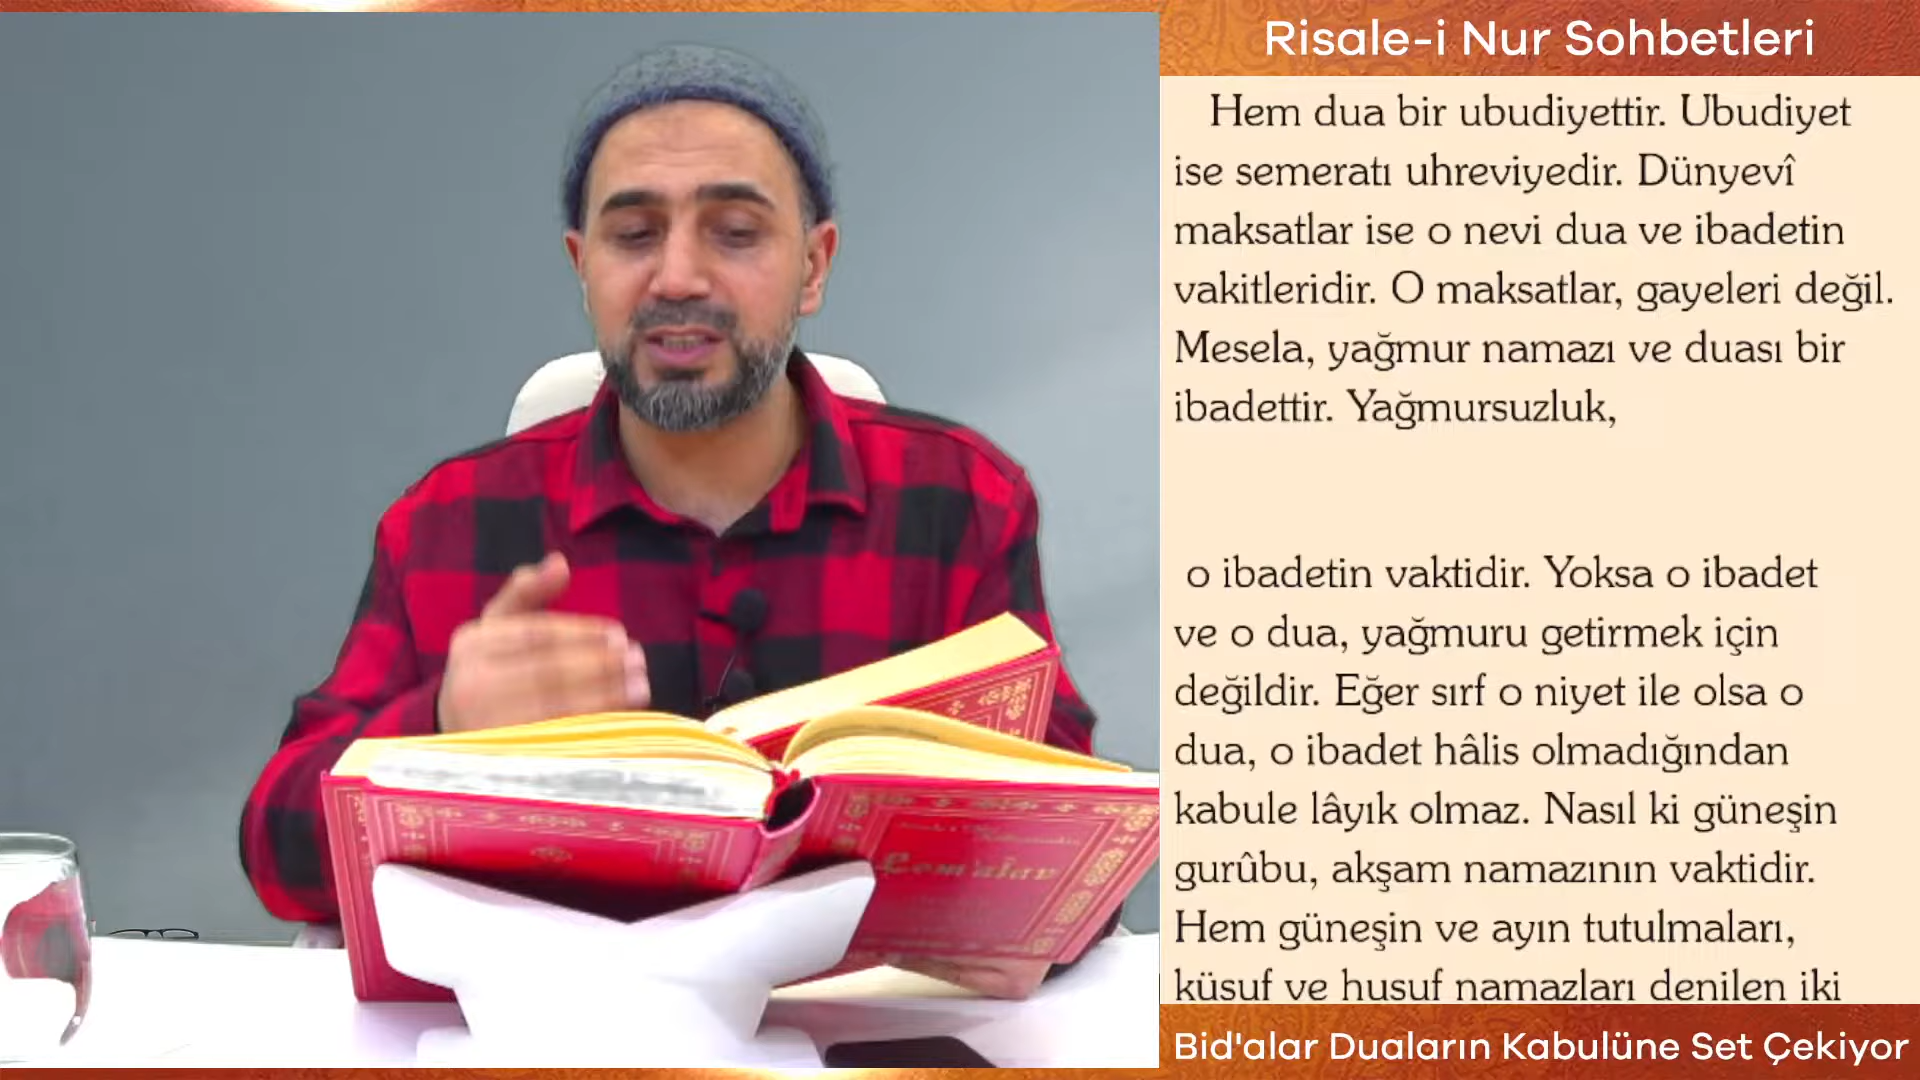 Risale-i Nur Sohbetleri
Hem dua bir ubudiyettir. Ubudiyet
ise semeratı uhreviyedir. Dünyevî
maksatlar ise o nevi dua ve ibadetin
vakitleridir. O maksatlar, gayeleri değil.
Mesela, yağmur namazı ve duası bir
ibadettir. Yağmursuzluk,
o ibadetin vaktidir. Yoksa o ibadet
ve o dua, yağmuru getirmek için
değildir. Eğer sırf o niyet ile olsa o
dua, o ibadet hâlis olmadığından
kabule lâyık olmaz. Nasıl ki güneşin
gurûbu, akşam namazının vaktidir.
Hem güneşin ve ayın tutulmaları,
küsuf ve husuf namazları denilen iki
Bid'alar Duaların Kabulüne Set Çekiyor
Lem'alar